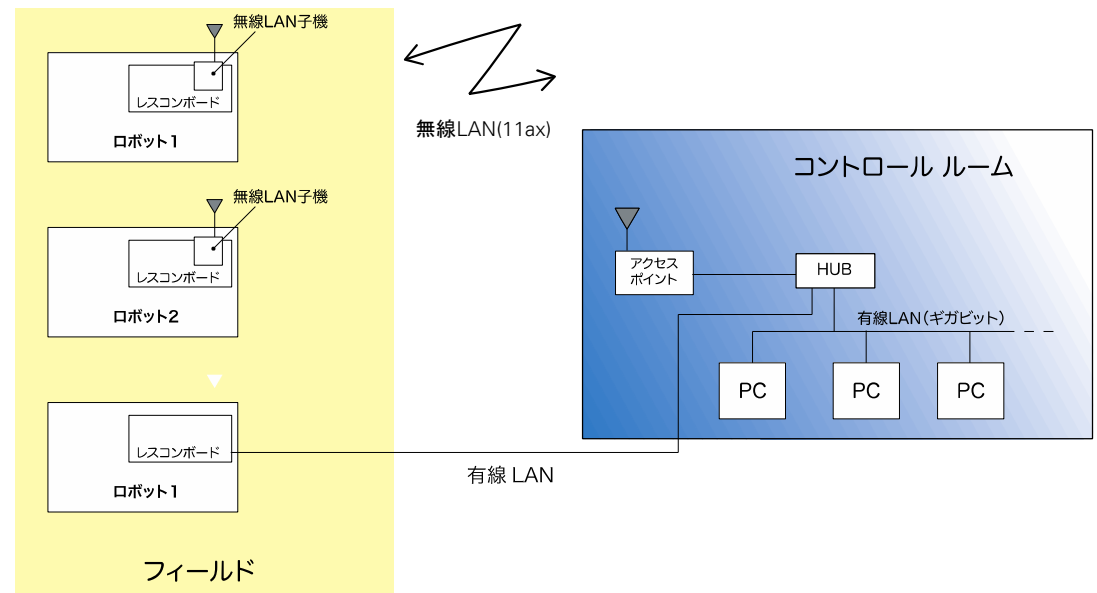 無線LAN子機
レスコンボード
ロボット1
無線LAN子機
レスコンボード
ロボット2
レスコンボード
ロボット1
フィールド
無線LAN(11ax)
有線 LAN
コントロール ルーム
アクセス
ポイント
HUB
有線LAN(ギガビット)
PC
PC
PC